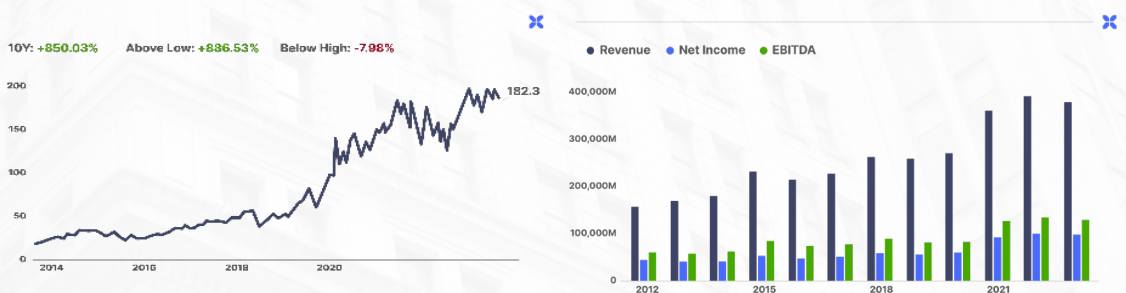 10Y: +850.03% Above Low: +886.53% Below High: -7.98%
200
150
100
50
0
182.3
2014 2016 2018 2020
Revenue Net Income EBITDA
400,000M
300,000M
200,000M
100,000M
0
2012 2015 2018 2021